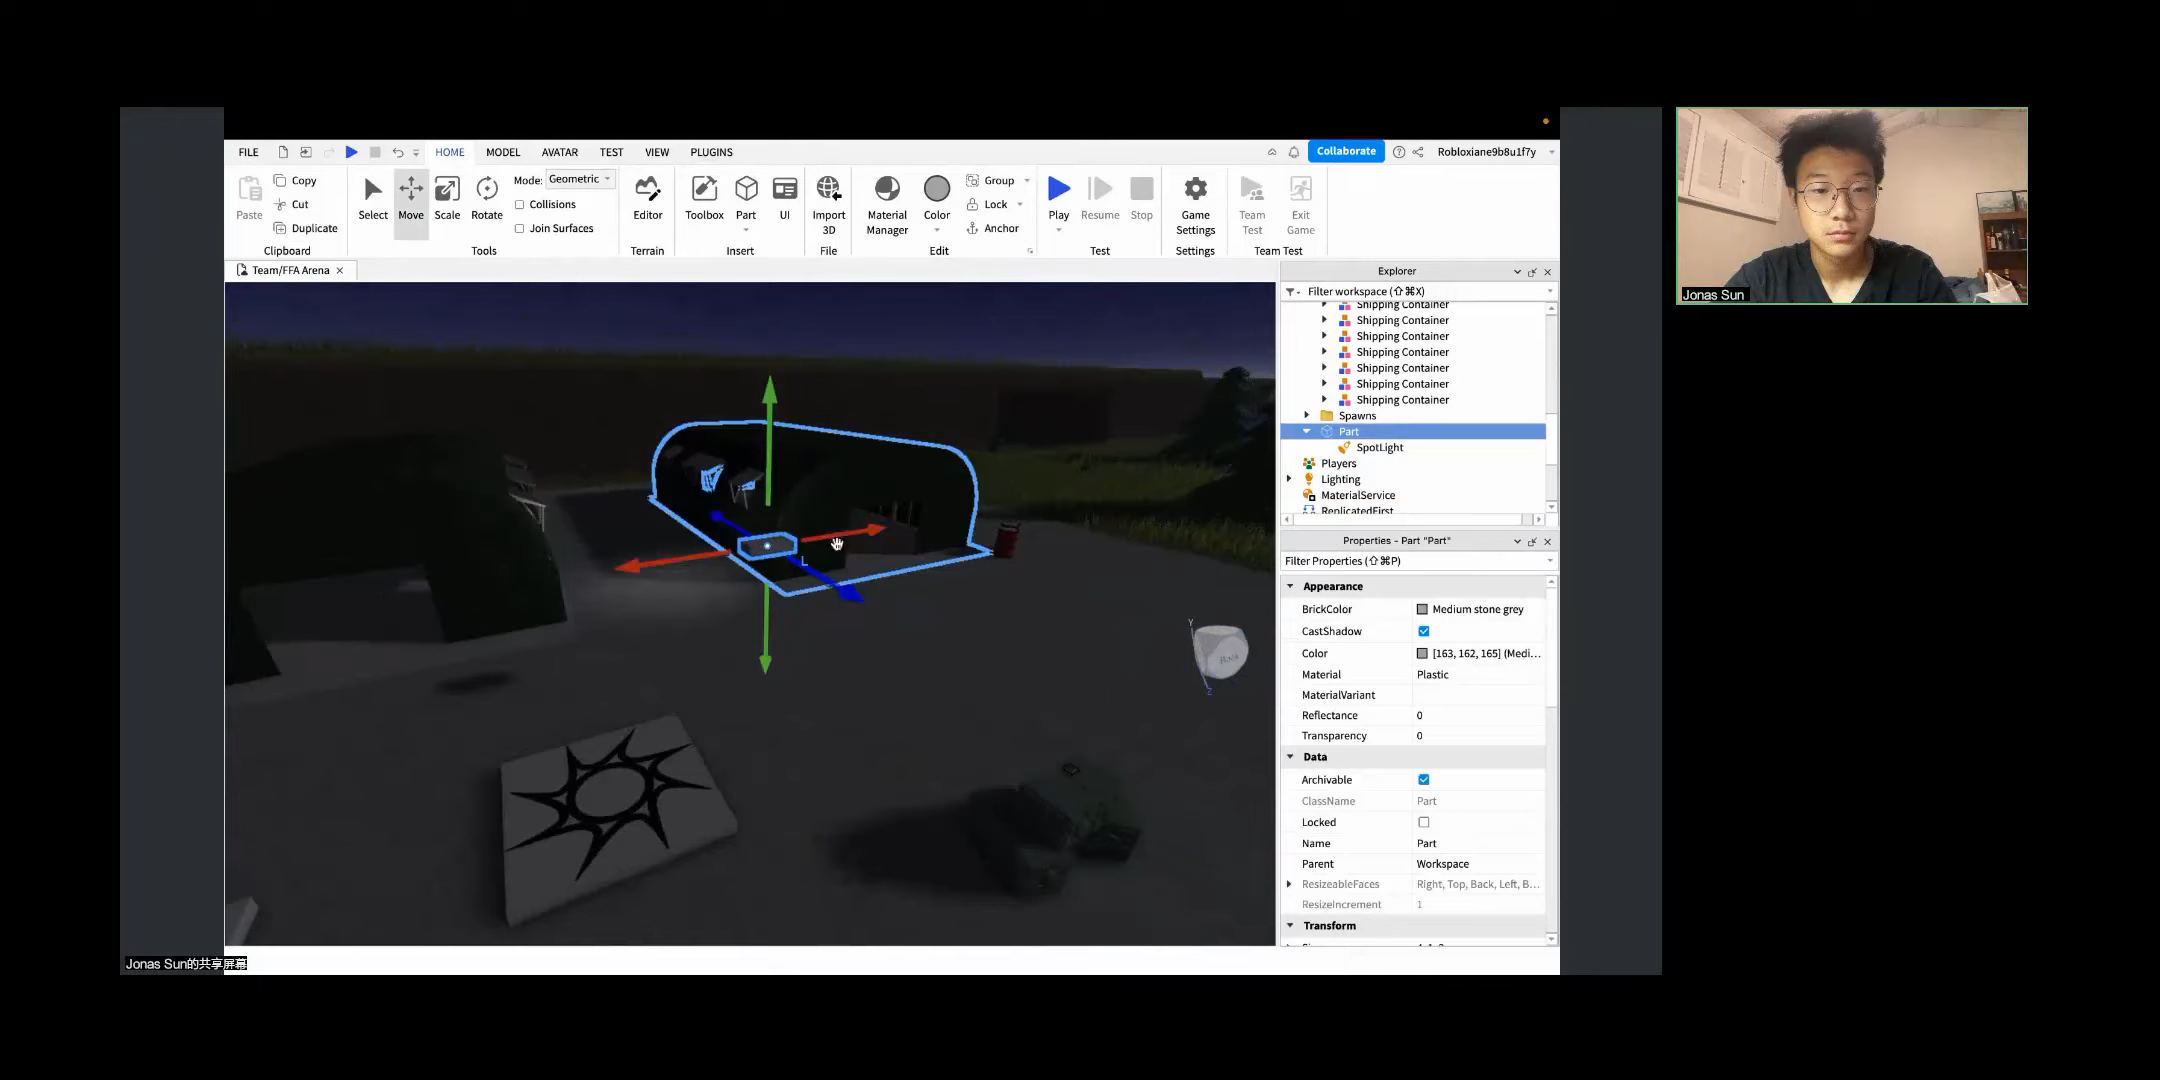 FILE HOME MODEL AVATAR TEST VIEW PLUGINS Collaborate Robloxiane9b8u1f7y
Paste Copy Cut Duplicate Clipboard
Select Move Scale Rotate Mode: Geometric Collisions Join Surfaces Tools
Editor Terrain
Toolbox Part UI Insert
Import 3D File
Material Manager Color Group Lock Anchor Edit
Play Resume Stop Test
Game Settings Settings
Team Test Exit Game Team Test
Team/FFA Arena
Explorer
Filter workspace (⇧⌘X)
Shipping Container
Shipping Container
Shipping Container
Shipping Container
Shipping Container
Shipping Container
Shipping Container
Spawns
Part
SpotLight
Players
Lighting
MaterialService
ReplicatedFirst
Properties - Part "Part"
Filter Properties (⇧⌘P)
Appearance
BrickColor Medium stone grey
CastShadow
Color [163, 162, 165] (Medi...
Material Plastic
MaterialVariant
Reflectance 0
Transparency 0
Data
Archivable
ClassName Part
Locked
Name Part
Parent Workspace
ResizeableFaces Right, Top, Back, Left, B...
ResizeIncrement 1
Transform
Y
Back
Z
L
Jonas Sun
Jonas Sun的共享屏幕